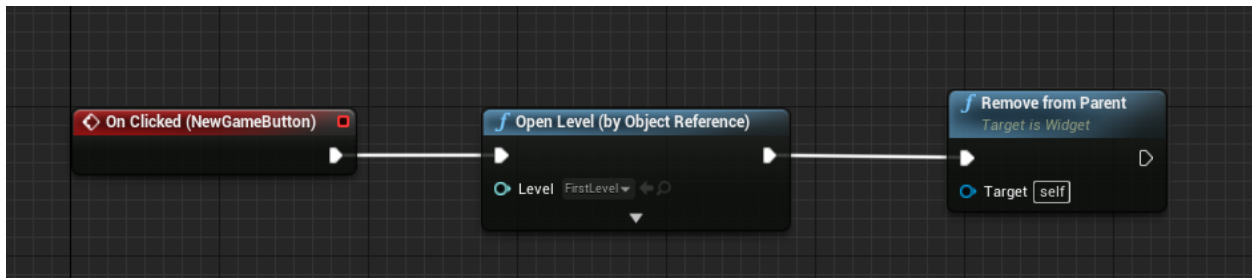 On Clicked (NewGameButton)
f Open Level (by Object Reference)
Level FirstLevel
f Remove from Parent
Target is Widget
Target self